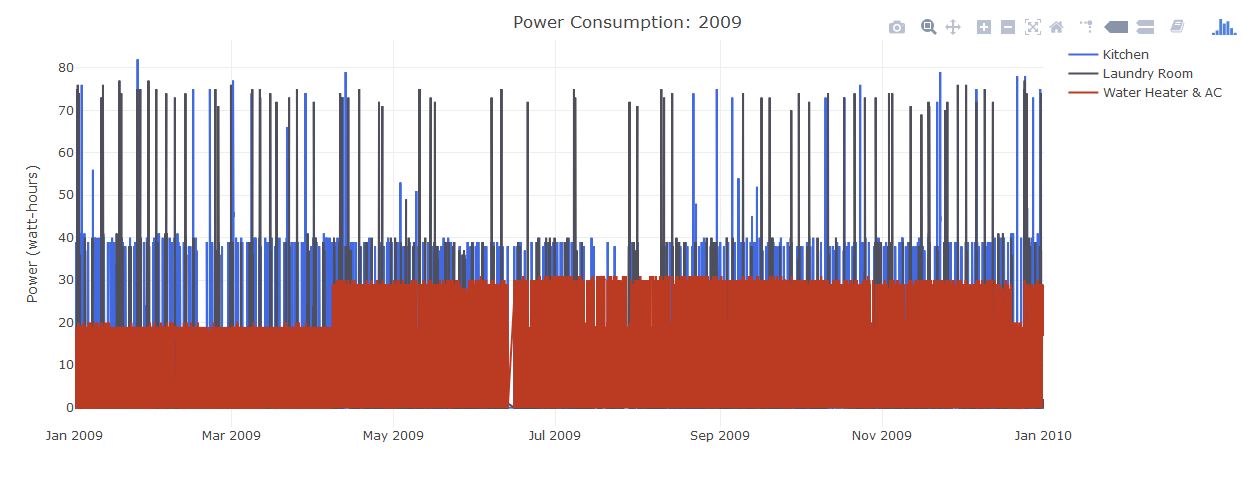 Power Consumption: 2009
Kitchen
Laundry Room
Water Heater & AC
Power (watt-hours)
80
70
60
50
40
30
20
10
0
Jan 2009
Mar 2009
May 2009
Jul 2009
Sep 2009
Nov 2009
Jan 2010